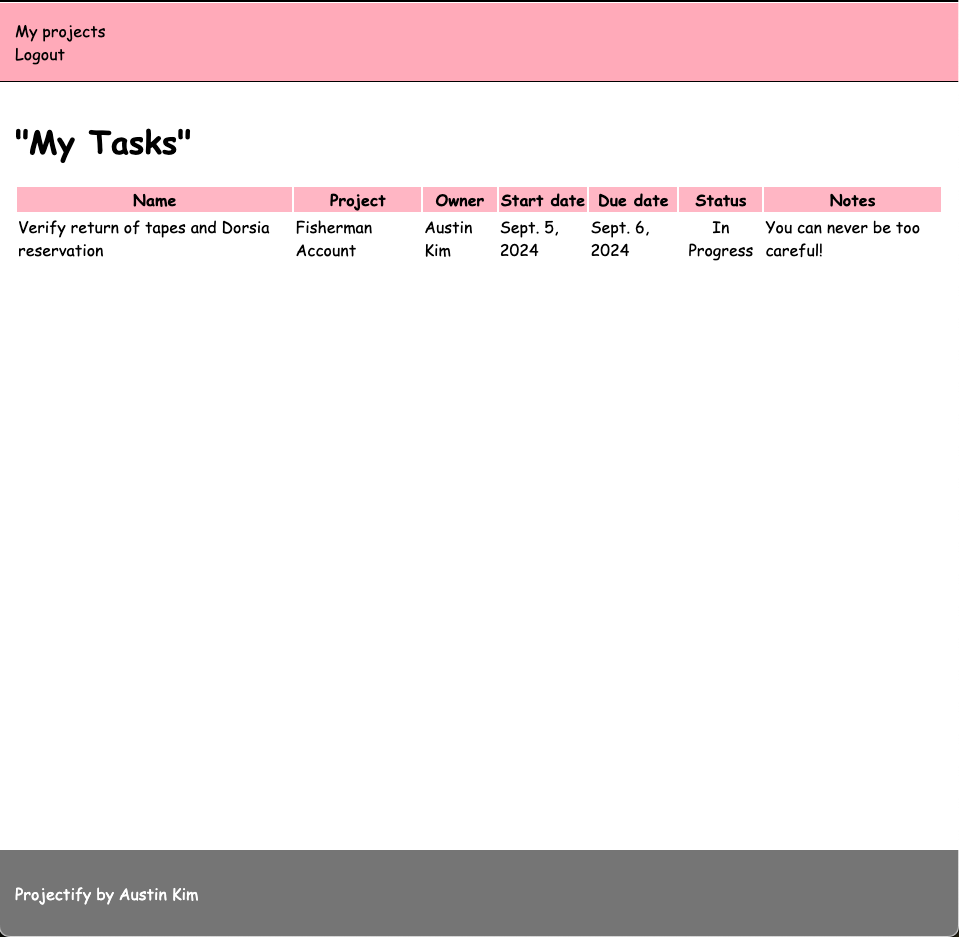 My projects
Logout
"My Tasks"
Name Project Owner Start date Due date Status Notes
Verify return of tapes and Dorsia Fisherman Austin Sept. 5, Sept. 6, In You can never be too
reservation Account Kim 2024 2024 Progress careful!
Projectify by Austin Kim